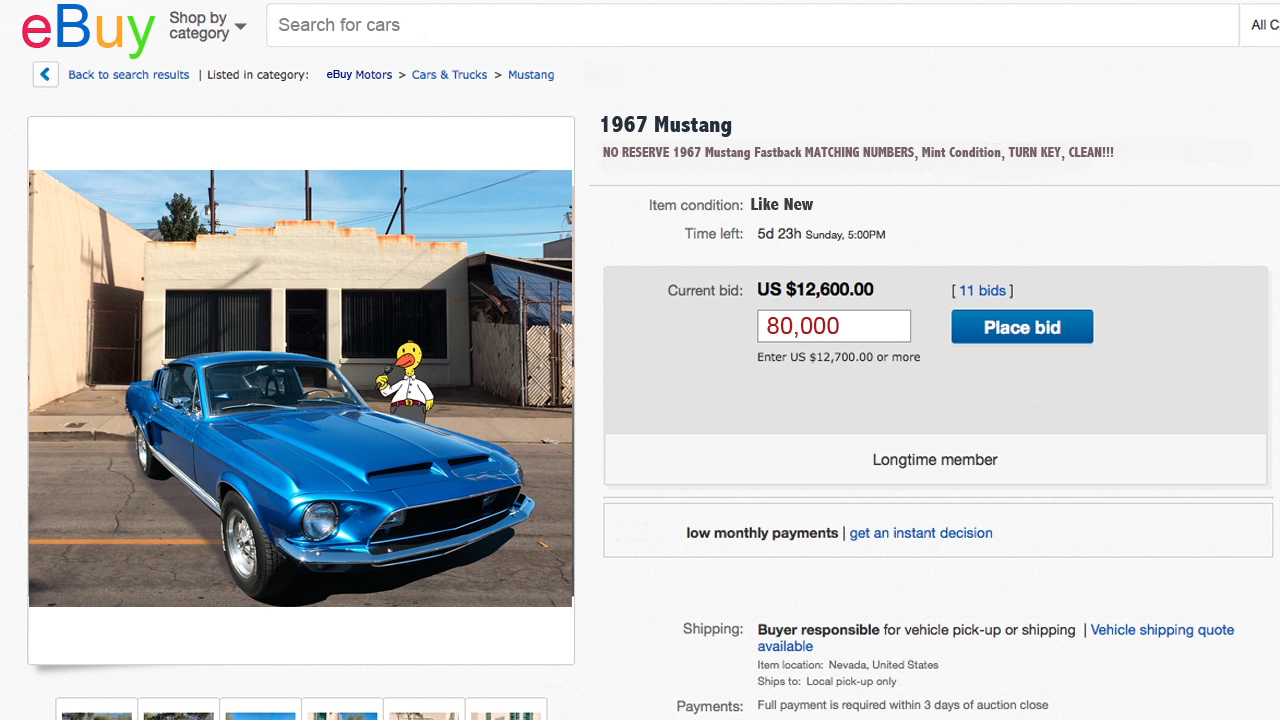 eBuy
Shop by
category
Search for cars
All C
Back to search results | Listed in category: eBuy Motors > Cars & Trucks > Mustang
1967 Mustang
NO RESERVE 1967 Mustang Fastback MATCHING NUMBERS, Mint Condition, TURN KEY, CLEAN!!!
Item condition: Like New
Time left: 5d 23h Sunday, 5:00PM
Current bid: US $12,600.00 [ 11 bids ]
80,000 Place bid
Enter US $12,700.00 or more
Longtime member
low monthly payments | get an instant decision
Shipping: Buyer responsible for vehicle pick-up or shipping | Vehicle shipping quote
available
Item location: Nevada, United States
Ships to: Local pick-up only
Payments: Full payment is required within 3 days of auction close